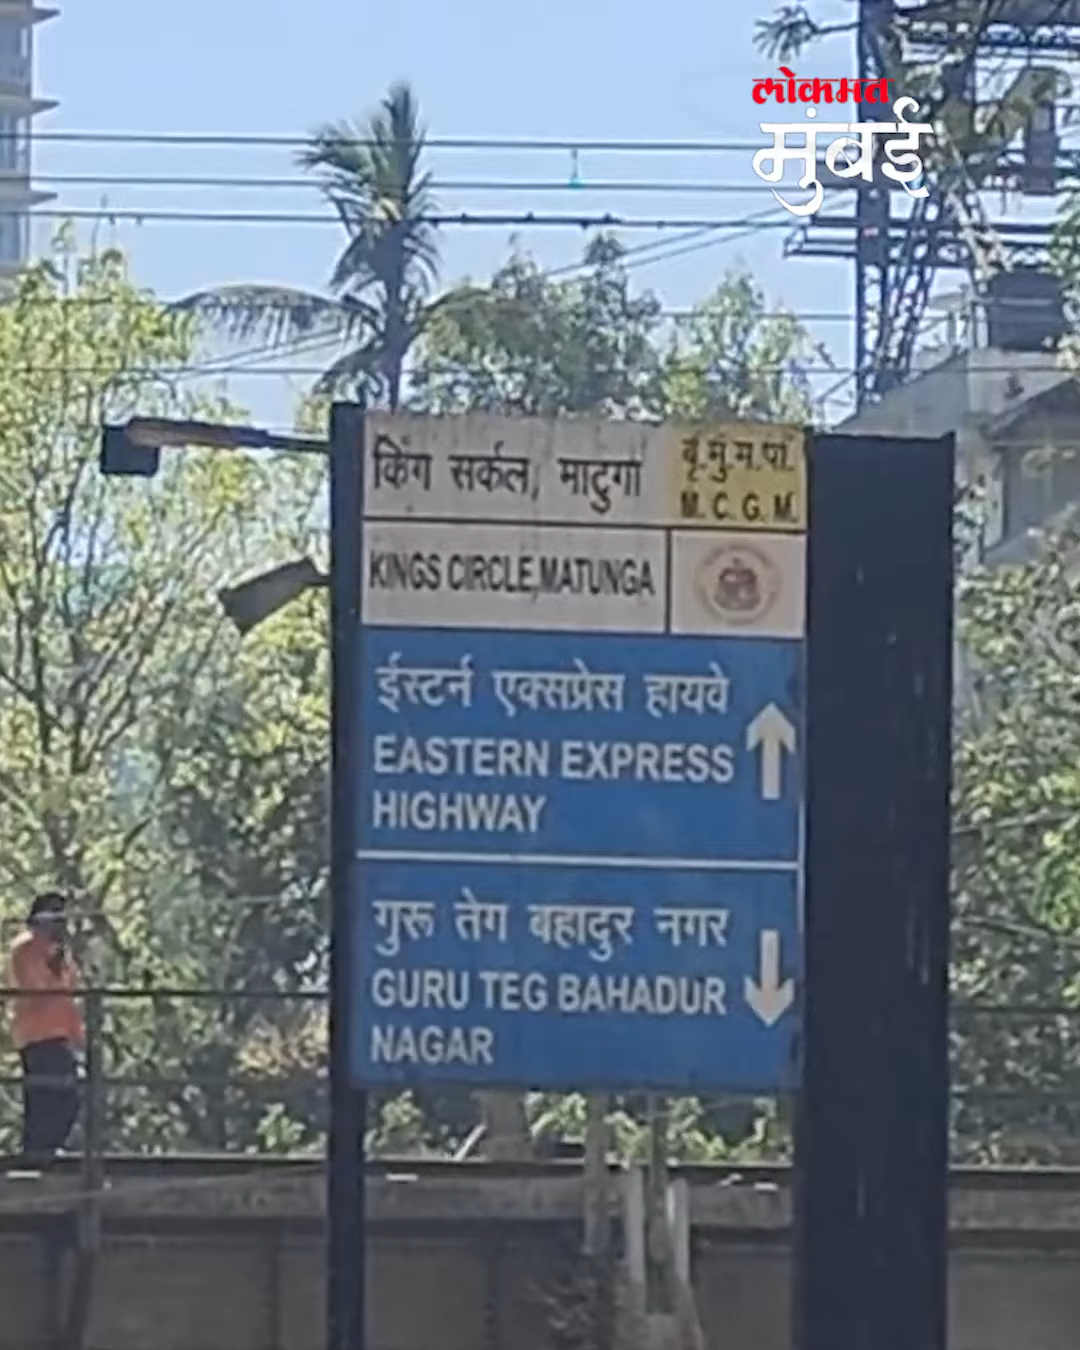 लोकमत
मुंबई
किंग सर्कल, माटुंगा
बृ.मुं.म.पा.
M. C. G. M.
KINGS CIRCLE,MATUNGA
ईस्टर्न एक्सप्रेस हायवे
EASTERN EXPRESS
HIGHWAY
गुरू तेग बहादुर नगर
GURU TEG BAHADUR
NAGAR